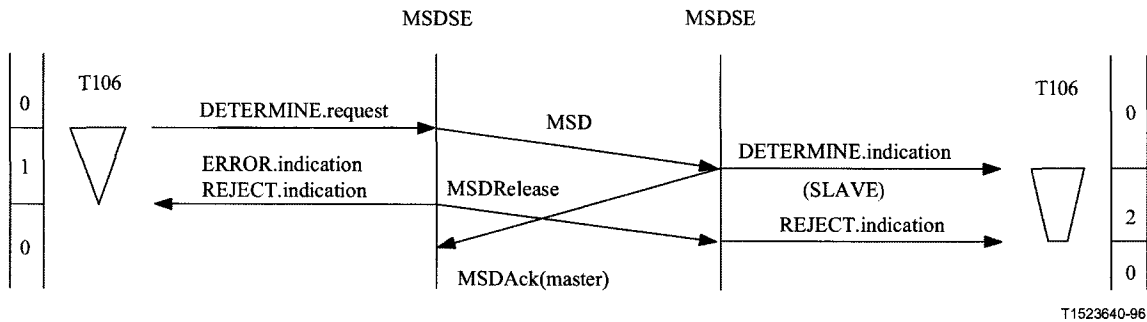 MSDSE MSDSE
T106 T106
0 0
DETERMINE.request MSD
DETERMINE.indication
1 ERROR.indication
REJECT.indication MSDRelease (SLAVE)
2
REJECT.indication
0
MSDAck(master) 0
T1523640-96